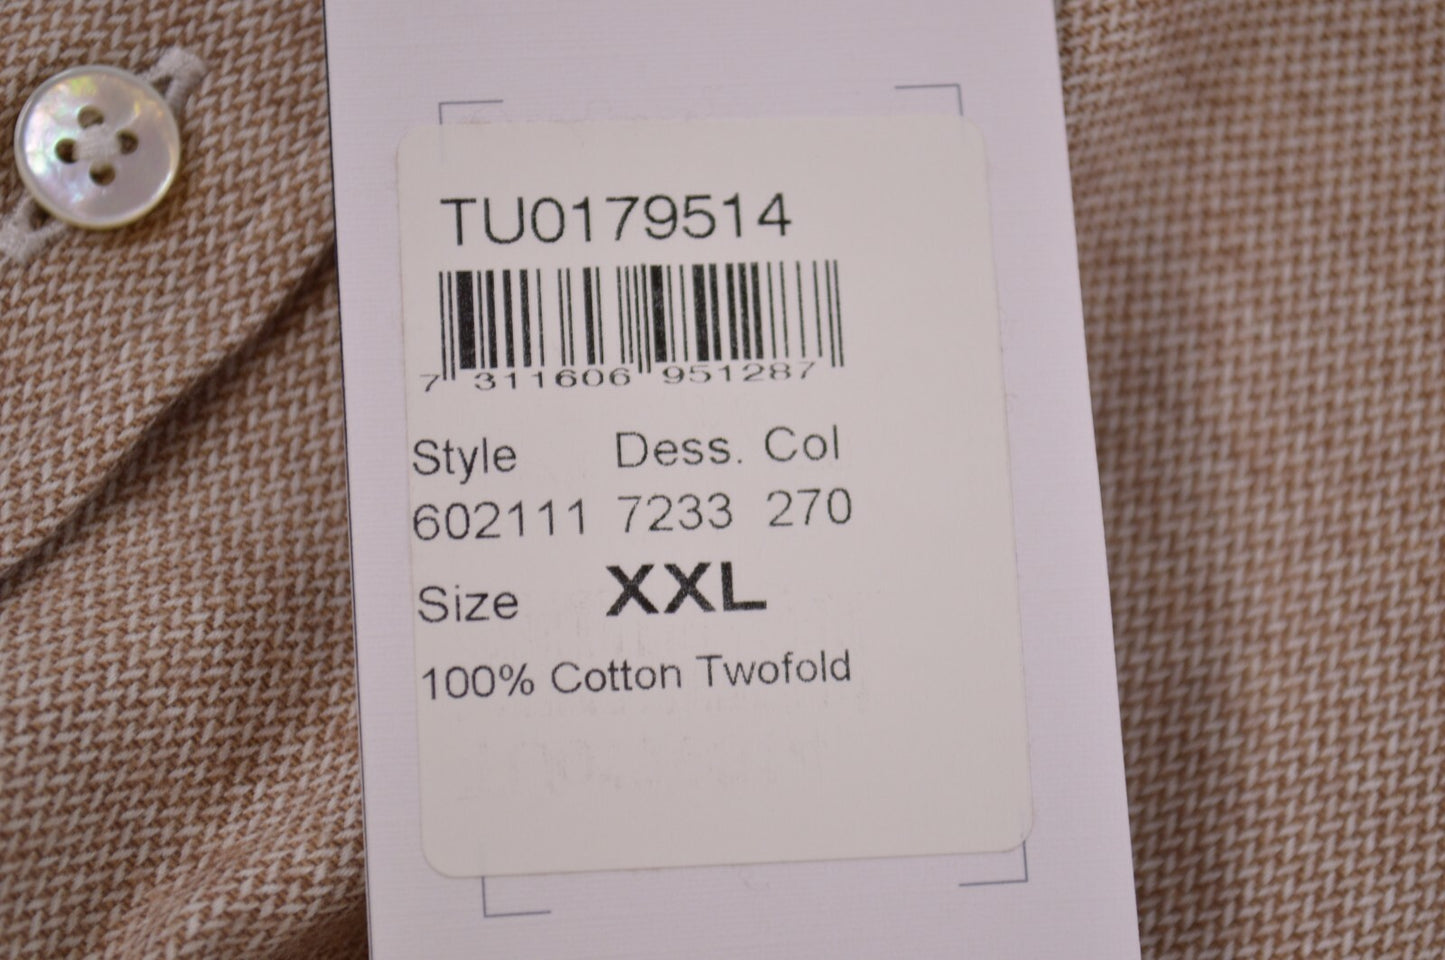 TU0179514
7 311606 951287
Style Dess. Col
602111 7233 270
Size XXL
100% Cotton Twofold